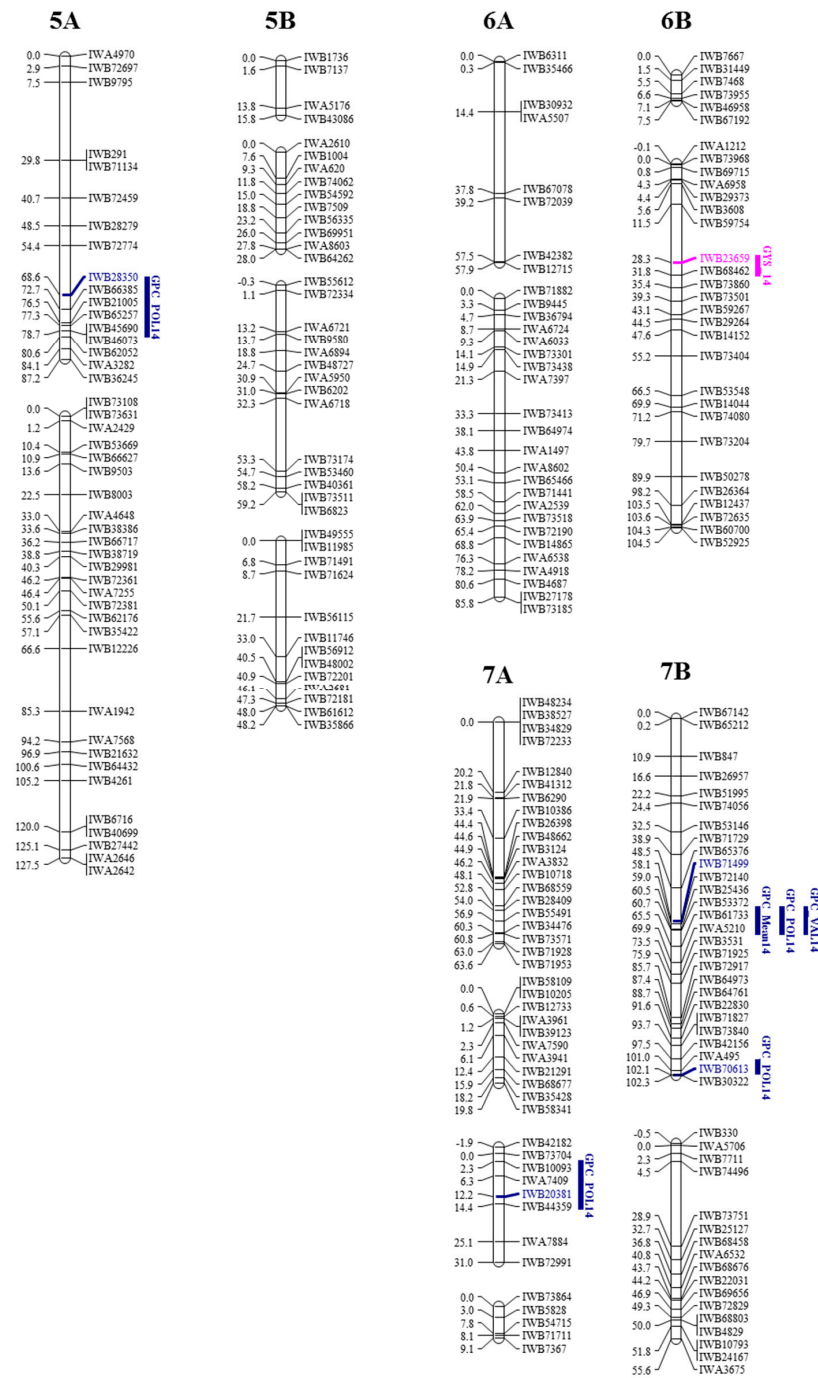 5A
0.0 IWA4970
2.9 IWB72697
7.5 IWB9795
29.8 IWB291
IWB71134
40.7 IWB72459
48.5 IWB28279
54.4 IWB72774
68.6 IWB28350
72.7 IWB66385
76.5 IWB21005
77.3 IWB65257
78.7 IWB45690
IWB46073
80.6 IWB62052
84.1 IWA3282
87.2 IWB36245
GPC_POL14
0.0 IWB73108
IWB73631
1.2 IWA2429
10.4 IWB53669
10.9 IWB66627
13.6 IWB9503
22.5 IWB8003
33.0 IWA4648
33.6 IWB38386
36.2 IWB66717
38.8 IWB38719
40.3 IWB29981
46.2 IWB72361
46.4 IWA7255
50.1 IWB72381
55.6 IWB62176
57.1 IWB35422
66.6 IWB12226
85.3 IWA1942
94.2 IWA7568
96.9 IWB21632
100.6 IWB64432
105.2 IWB4261
120.0 IWB6716
IWB40699
125.1 IWB27442
127.5 IWA2646
IWA2642
5B
0.0 IWB1736
1.6 IWB7137
13.8 IWA5176
15.8 IWB43086
0.0 IWA2610
7.6 IWB1004
9.3 IWA620
11.8 IWB74062
15.0 IWB54592
18.8 IWB7509
23.2 IWB56335
26.0 IWB69951
27.8 IWA8603
28.0 IWB64262
-0.3 IWB55612
1.1 IWB72334
13.2 IWA6721
13.7 IWB9580
18.8 IWA6894
24.7 IWB48727
30.9 IWA5950
31.0 IWB6202
32.3 IWA6718
53.3 IWB73174
54.7 IWB53460
58.2 IWB40361
59.2 IWB73511
IWB6823
0.0 IWB49555
IWB11985
6.8 IWB71491
8.7 IWB71624
21.7 IWB56115
33.0 IWB11746
40.5 IWB56912
IWB48002
40.9 IWB72201
47.3 IWB72181
48.0 IWB61612
48.2 IWB35866
6A
0.0 IWB6311
0.3 IWB35466
14.4 IWB30932
IWA5507
37.8 IWB67078
39.2 IWB72039
57.5 IWB42382
57.9 IWB12715
0.0 IWB71882
3.3 IWB9445
4.7 IWB36794
8.7 IWA6724
9.3 IWA6033
14.1 IWB73301
14.9 IWB73438
21.3 IWA7397
33.3 IWB73413
38.1 IWB64974
43.8 IWA1497
50.4 IWA8602
53.1 IWB65466
58.5 IWB71441
62.0 IWA2539
63.9 IWB73518
65.4 IWB72190
68.8 IWB14865
76.3 IWA6538
78.2 IWA4918
80.6 IWB4687
85.8 IWB27178
IWB73185
6B
0.0 IWB7667
1.5 IWB31449
5.5 IWB7468
6.6 IWB73955
7.1 IWB46958
7.5 IWB67192
-0.1 IWA1212
0.0 IWB73968
0.8 IWB69715
4.3 IWA6958
4.4 IWB29373
5.6 IWB3608
11.5 IWB59754
28.3 IWB23659
31.8 IWB68462
35.4 IWB73860
39.3 IWB73501
43.1 IWB59267
44.5 IWB29264
47.6 IWB14152
55.2 IWB73404
66.5 IWB53548
69.9 IWB14044
71.2 IWB74080
79.7 IWB73204
89.9 IWB50278
98.2 IWB26364
103.5 IWB12437
103.6 IWB72635
104.3 IWB60700
104.5 IWB52925
7A
0.0 IWB48234
IWB38527
IWB34829
IWB72233
20.2 IWB12840
21.8 IWB41312
21.9 IWB6290
33.4 IWB10386
44.4 IWB26398
44.6 IWB48662
44.9 IWB3124
46.2 IWA3832
48.1 IWB10718
52.8 IWB68559
54.0 IWB28409
56.9 IWB55491
60.3 IWB34476
60.8 IWB73571
63.0 IWB71928
63.6 IWB71953
0.0 IWB58109
IWB10205
0.6 IWB12733
1.2 IWA3961
IWB39123
2.3 IWA7590
6.1 IWA3941
12.4 IWB21291
15.9 IWB68677
18.2 IWB35428
19.8 IWB58341
-1.9 IWB42182
0.0 IWB73704
2.3 IWB10093
6.3 IWA7409
12.2 IWB20381
14.4 IWB44359
25.1 IWA7884
31.0 IWB72991
GPC_POL14
0.0 IWB73864
3.0 IWB5828
7.8 IWB54715
8.1 IWB71711
9.1 IWB7367
7B
0.0 IWB67142
0.2 IWB65212
10.9 IWB847
16.6 IWB26957
22.2 IWB51995
24.4 IWB74056
32.5 IWB53146
38.9 IWB71729
48.5 IWB65376
58.1 IWB71499
59.0 IWB72140
60.5 IWB25436
60.7 IWB53372
65.5 IWB61733
69.9 IWA5210
73.5 IWB3531
75.9 IWB71925
85.7 IWB72917
87.4 IWB64973
88.7 IWB64761
91.6 IWB22830
93.7 IWB71827
IWB73840
97.5 IWB42156
101.0 IWA495
102.1 IWB70613
102.3 IWB30322
GPC_Mean14
GPC_POL14
GPC_VAL14
GPC_POL14
-0.5 IWB330
0.0 IWA5706
2.3 IWB7711
4.5 IWB74496
28.9 IWB73751
32.7 IWB25127
36.8 IWB68458
40.8 IWA6532
43.7 IWB68676
44.2 IWB22031
46.9 IWB69656
49.3 IWB72829
50.0 IWB68803
IWB4829
51.8 IWB10793
IWB24167
55.6 IWA3675